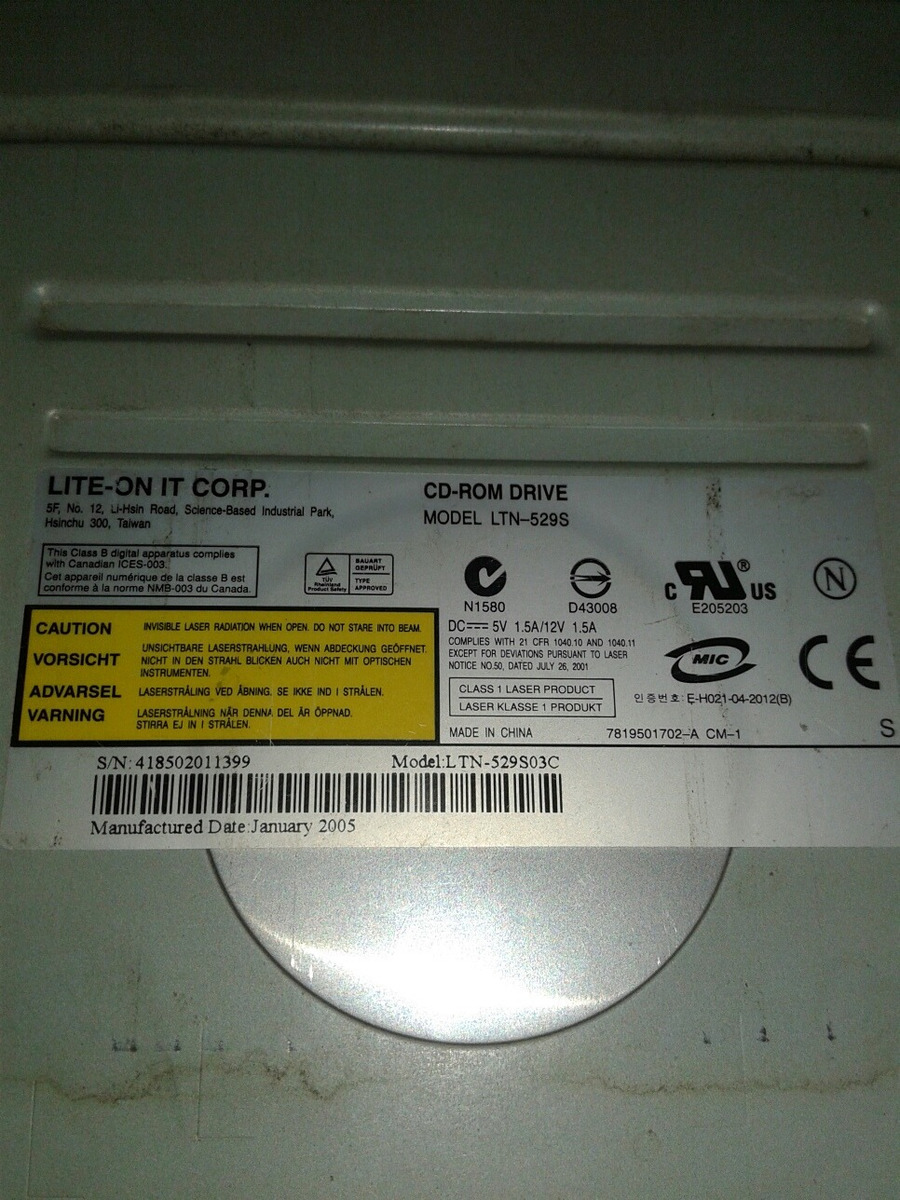 LITE-ON IT CORP.
5F, No. 12, Li-Hsin Road, Science-Based Industrial Park,
Hsinchu 300, Taiwan
CD-ROM DRIVE
MODEL LTN-529S
This Class B digital apparatus complies
with Canadian ICES-003.
Cet appareil numérique de la classe B est
conforme à la norme NMB-003 du Canada.
TÜV
Rheinland
Product Safety
BAUART
GEPRÜFT
TYPE
APPROVED
N1580
D43008
C RU® US
E205203
N
CAUTION INVISIBLE LASER RADIATION WHEN OPEN. DO NOT STARE INTO BEAM.
VORSICHT UNSICHTBARE LASERSTRAHLUNG, WENN ABDECKUNG GEÖFFNET.
NICHT IN DEN STRAHL BLICKEN AUCH NICHT MIT OPTISCHEN
INSTRUMENTEN.
ADVARSEL LASERSTRÅLING VED ÅBNING. SE IKKE IND I STRÅLEN.
VARNING LASERSTRÅLNING NÄR DENNA DEL ÄR ÖPPNAD.
STIRRA EJ IN I STRÅLEN.
DC 5V 1.5A/12V 1.5A
COMPLIES WITH 21 CFR 1040.10 AND 1040.11
EXCEPT FOR DEVIATIONS PURSUANT TO LASER
NOTICE NO.50, DATED JULY 26, 2001
CLASS 1 LASER PRODUCT
LASER KLASSE 1 PRODUKT
MIC
CE
인증번호: E-H021-04-2012(B)
MADE IN CHINA
7819501702-A CM-1
S
S/N: 418502011399
Model:LTN-529S03C
Manufactured Date:January 2005